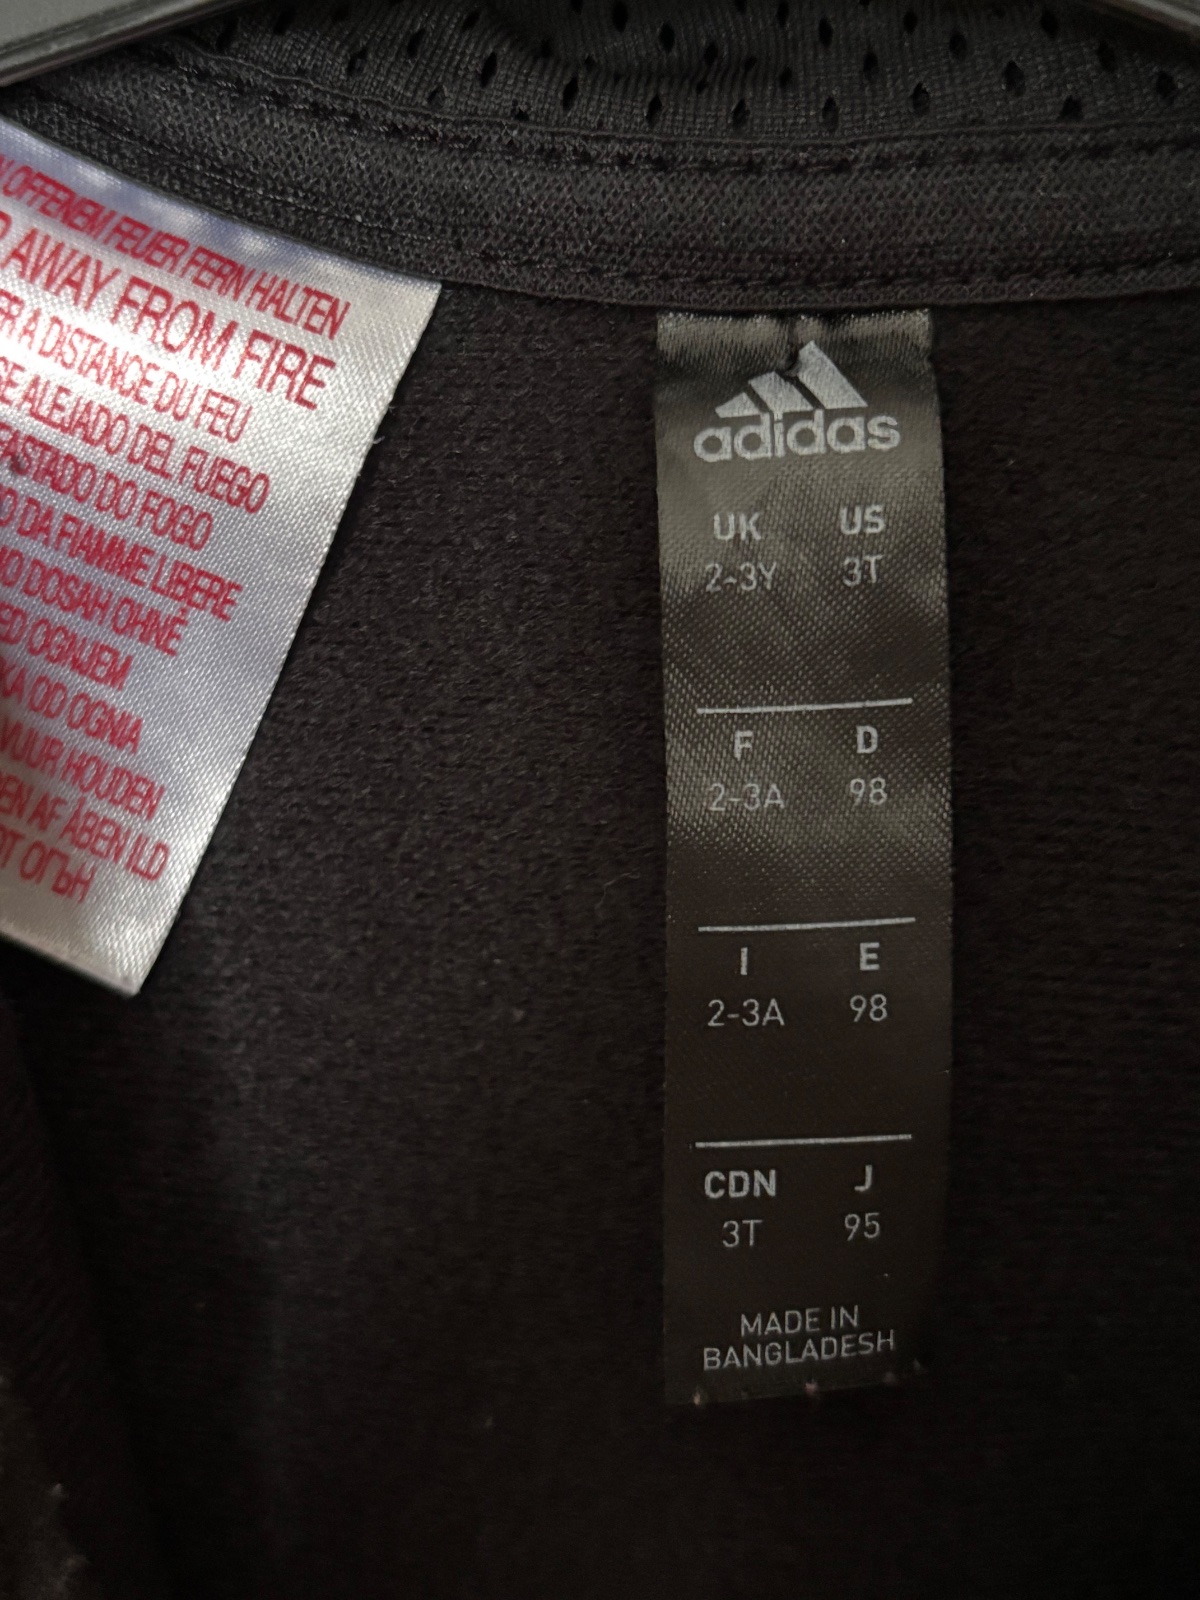 OFFENEM FEUER FERN HALTEN
AWAY FROM FIRE
A DISTANCE DU FEU
ALEJADO DEL FUEGO
DO FOGO
DA FIAMME LIBERE
DOSAH OHNĚ
OGNJEM
OD OGNIA
VUUR HOUDEN
AF ÅBEN ILD
ОТ ОГЪН
adidas
UK US
2-3Y 3T
F D
2-3A 98
I E
2-3A 98
CDN J
3T 95
MADE IN
BANGLADESH